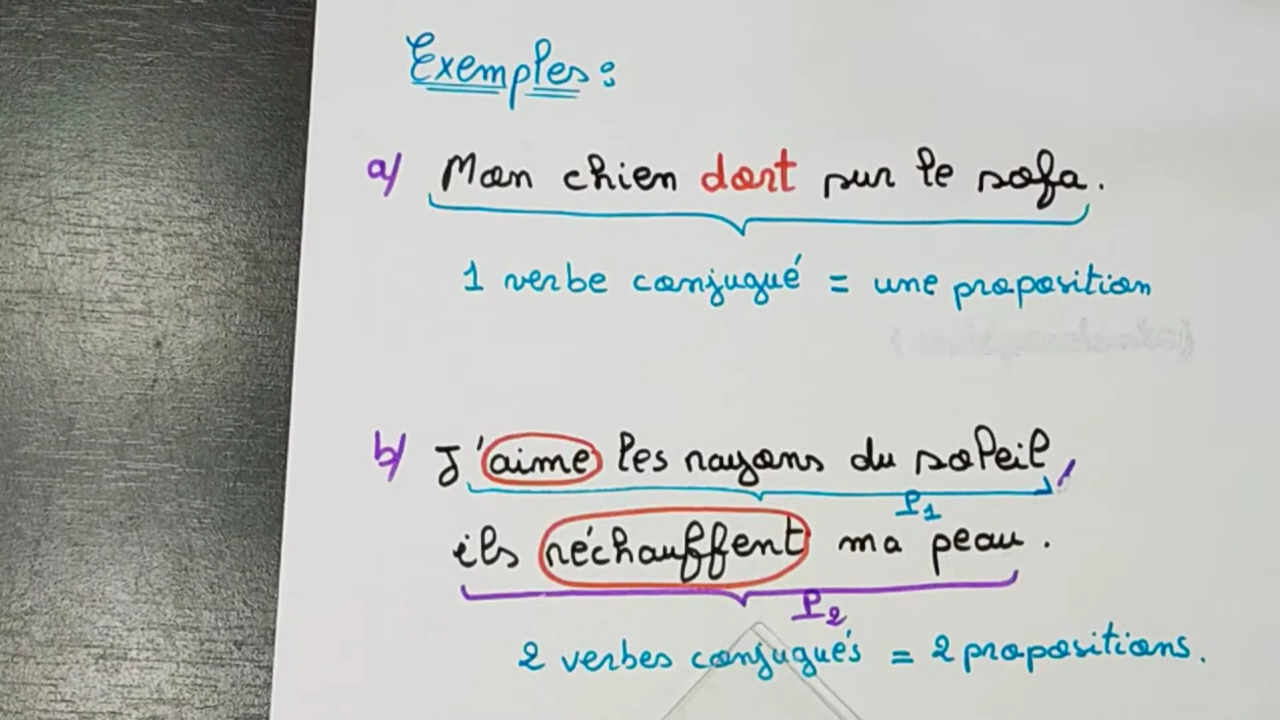 Exemples :
a) Mon chien dort sur le sofa.
1 verbe conjugué = une proposition
b) J'aime les rayons du soleil,
P1
ils réchauffent ma peau.
P2
2 verbes conjugués = 2 propositions.